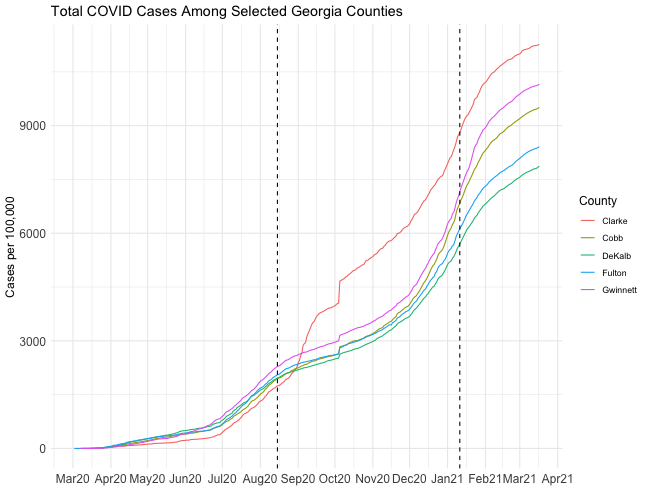 Total COVID Cases Among Selected Georgia Counties
Cases per 100,000
9000
6000
3000
0
Mar20 Apr20 May20 Jun20 Jul20 Aug20 Sep20 Oct20 Nov20 Dec20 Jan21 Feb21 Mar21 Apr21
County
Clarke
Cobb
DeKalb
Fulton
Gwinnett